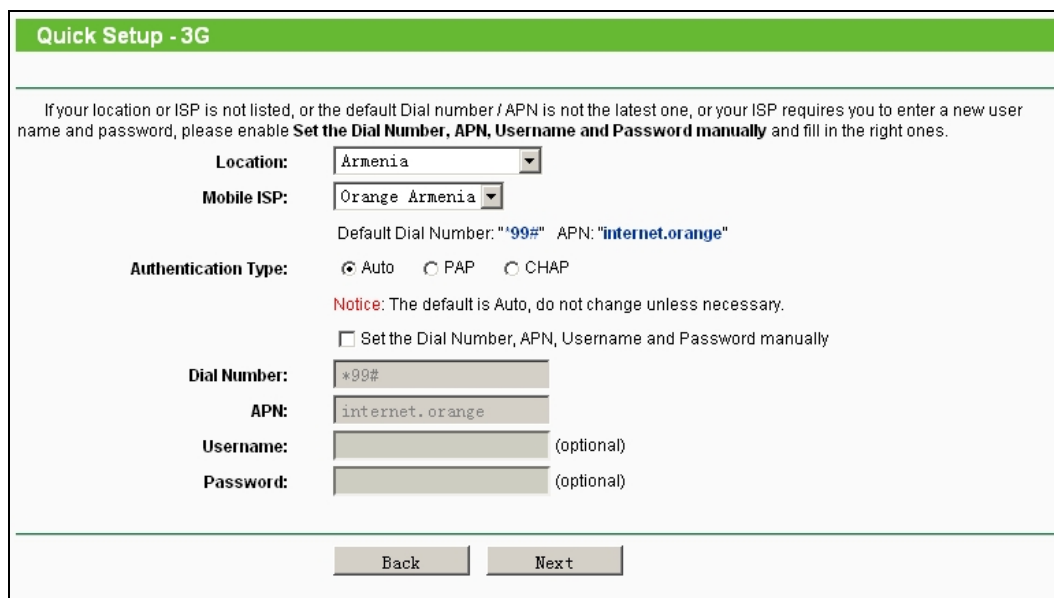 Quick Setup - 3G
If your location or ISP is not listed, or the default Dial number / APN is not the latest one, or your ISP requires you to enter a new user
name and password, please enable Set the Dial Number, APN, Username and Password manually and fill in the right ones.
Location: Armenia
Mobile ISP: Orange Armenia
Default Dial Number: "*99#" APN: "internet.orange"
Authentication Type: Auto PAP CHAP
Notice: The default is Auto, do not change unless necessary.
Set the Dial Number, APN, Username and Password manually
Dial Number: *99#
APN: internet.orange
Username: (optional)
Password: (optional)
Back Next